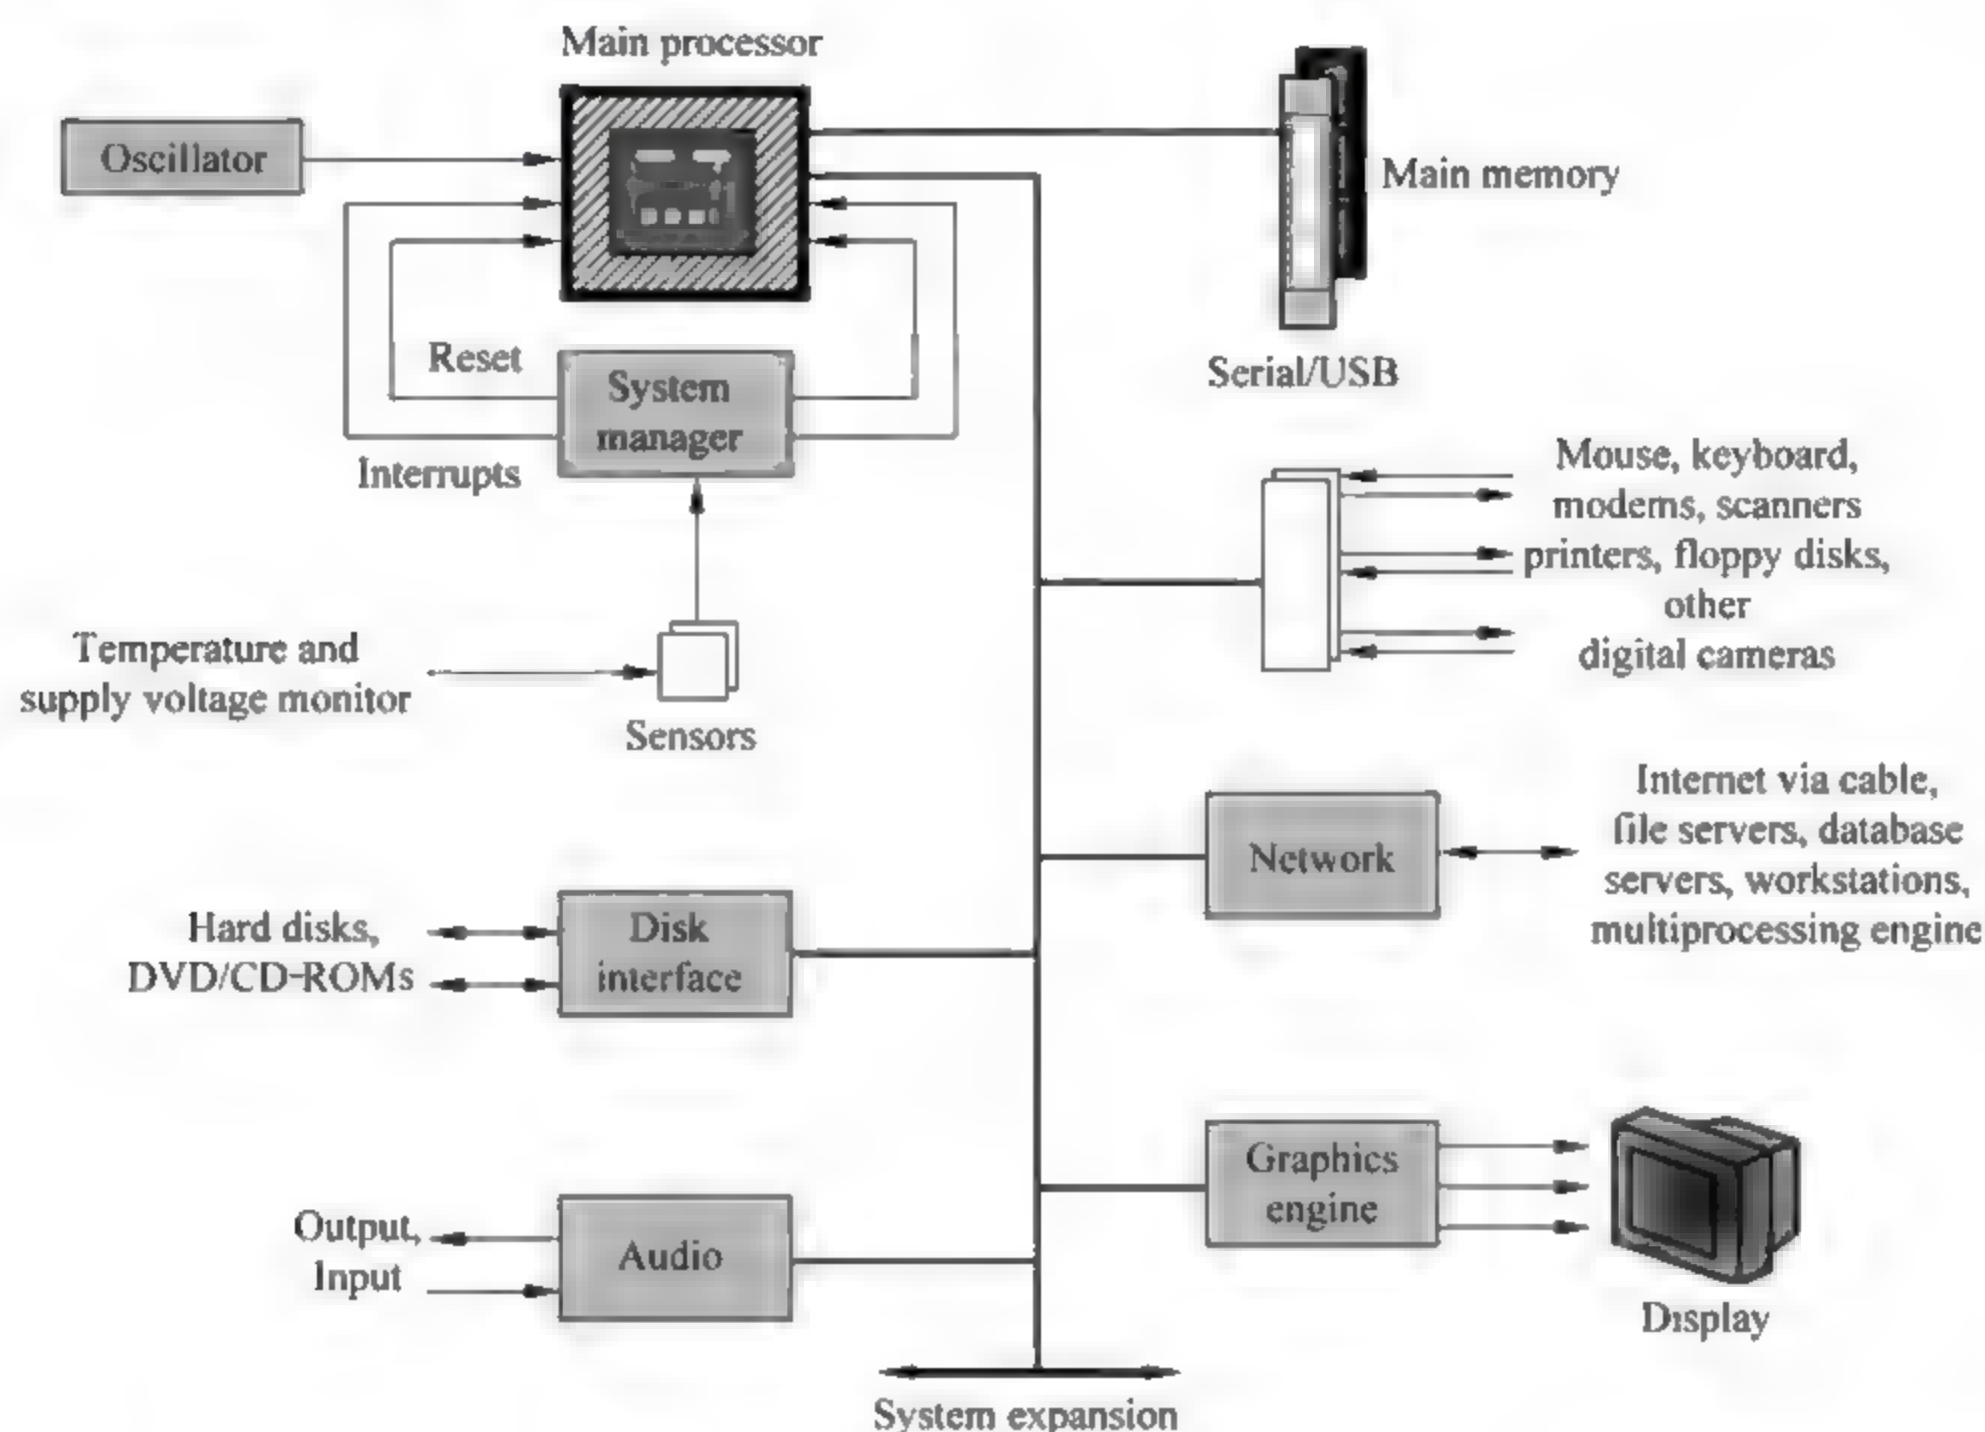 Main processor
Oscillator
Main memory
Reset
System
manager
Serial/USB
Interrupts
Mouse, keyboard,
modems, scanners
printers, floppy disks,
other
digital cameras
Temperature and
supply voltage monitor
Sensors
Internet via cable,
file servers, database
servers, workstations,
multiprocessing engine
Network
Hard disks,
DVD/CD-ROMs
Disk
interface
Graphics
engine
Output,
Input
Audio
Display
System expansion